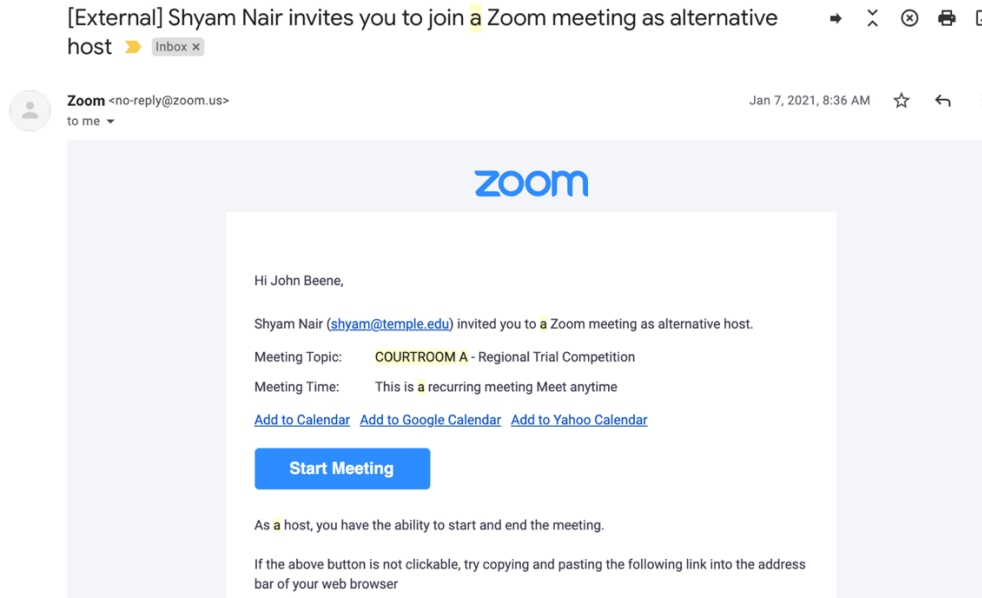 [External] Shyam Nair invites you to join a Zoom meeting as alternative
host Inbox ×
Zoom <no-reply@zoom.us>
Jan 7, 2021, 8:36 AM
to me
zoom
Hi John Beene,
Shyam Nair (shyam@temple.edu) invited you to a Zoom meeting as alternative host.
Meeting Topic: COURTROOM A - Regional Trial Competition
Meeting Time: This is a recurring meeting Meet anytime
Add to Calendar Add to Google Calendar Add to Yahoo Calendar
Start Meeting
As a host, you have the ability to start and end the meeting.
If the above button is not clickable, try copying and pasting the following link into the address
bar of your web browser